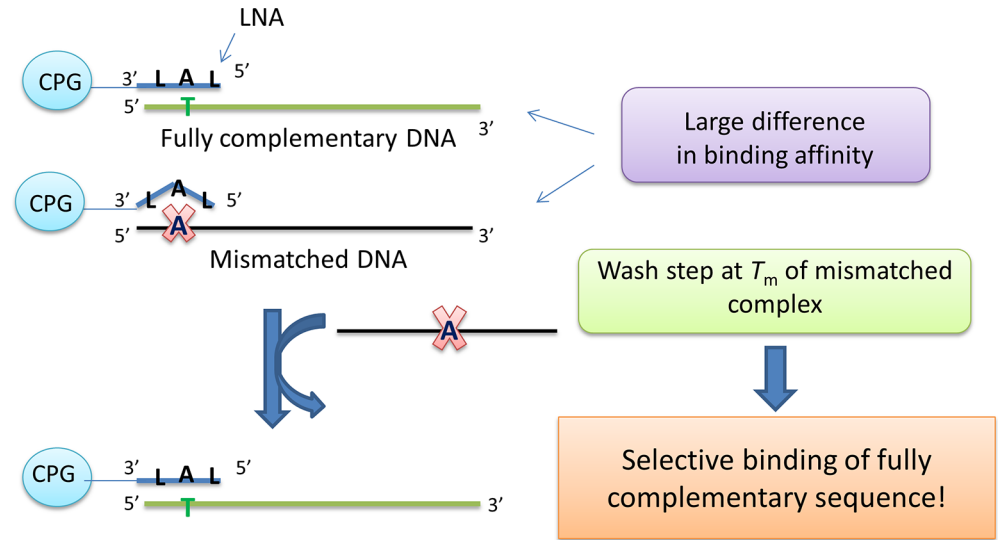 LNA
CPG
3’
L A L
5’
5’
T
3’
Fully complementary DNA
Large difference
in binding affinity
CPG
3’
L A L
5’
5’
A
3’
Mismatched DNA
Wash step at Tm of mismatched
complex
A
CPG
3’
L A L
5’
5’
T
3’
Selective binding of fully
complementary sequence!